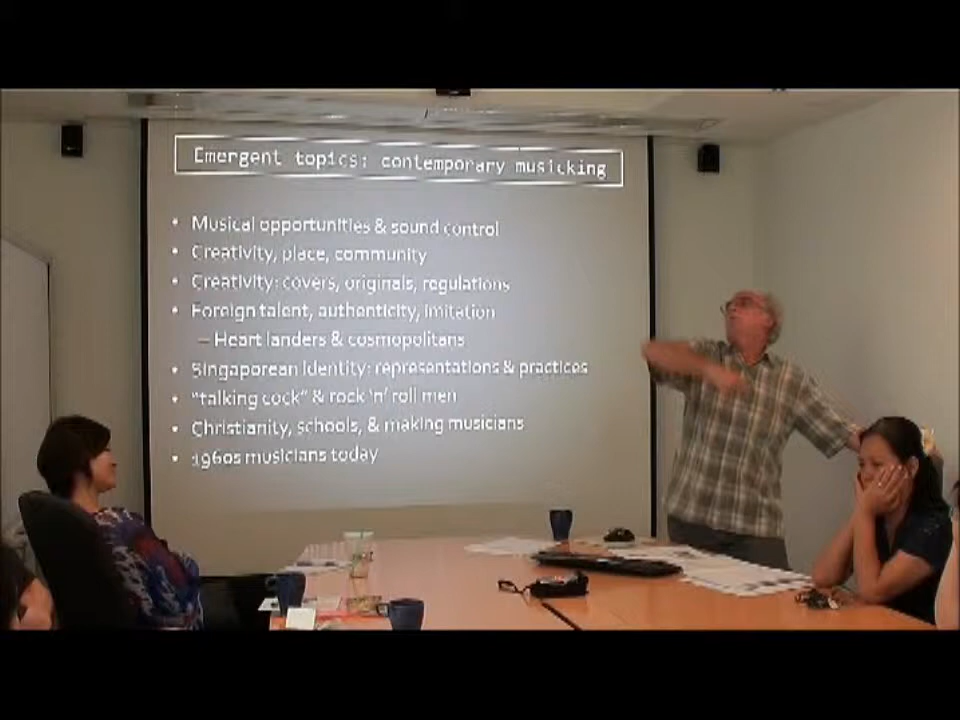 Emergent topics: contemporary musicking
• Musical opportunities & sound control
• Creativity, place, community
• Creativity: covers, originals, regulations
• Foreign talent, authenticity, imitation
– Heart landers & cosmopolitans
• Singaporean identity: representations & practices
• “talking cock” & rock ‘n’ roll men
• Christianity, schools, & making musicians
• 1960s musicians today